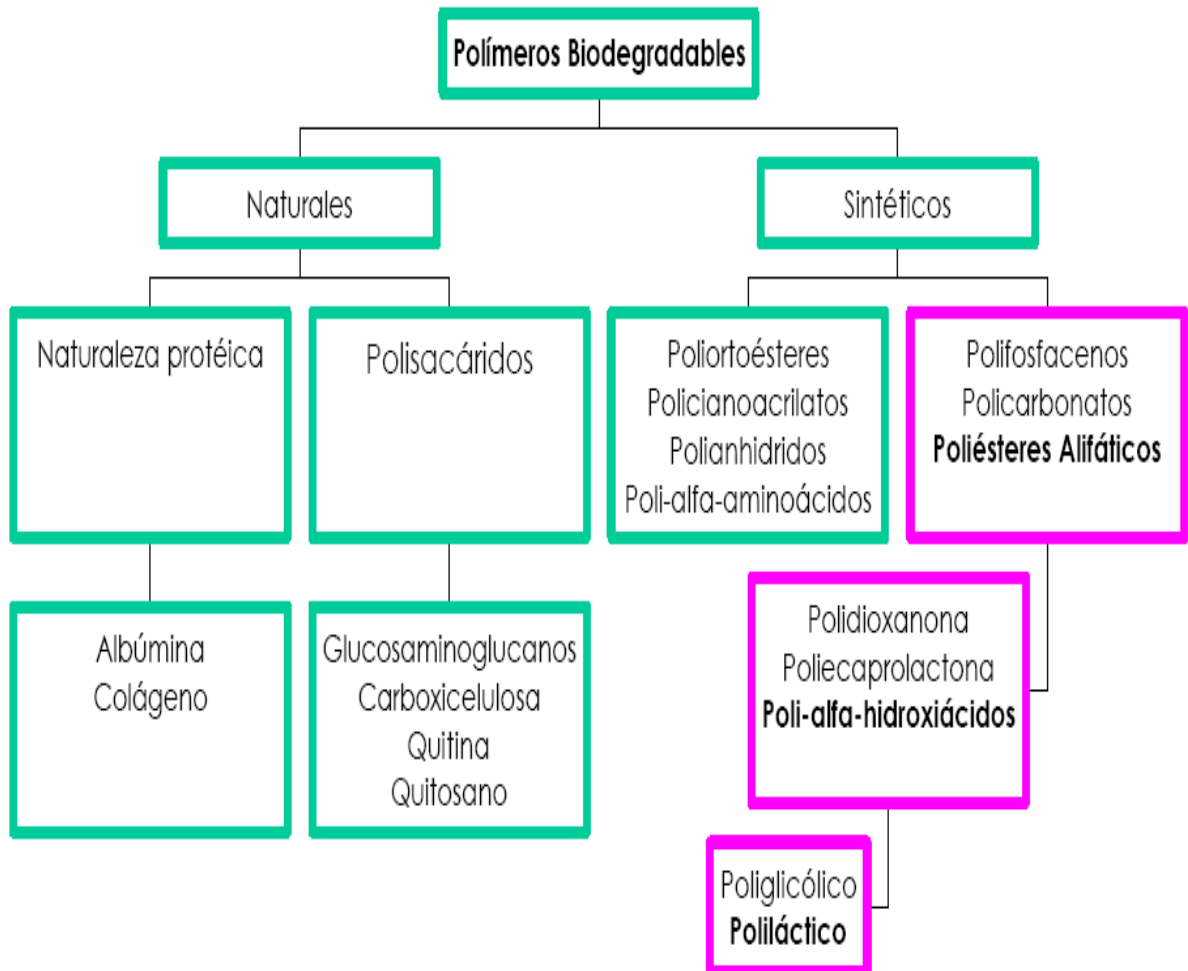 Polímeros Biodegradables
Naturales
Sintéticos
Naturaleza protéica
Polisacáridos
Poliortoésteres
Policianoacrilatos
Polianhidridos
Poli-alfa-aminoácidos
Polifosfacenos
Policarbonatos
Poliésteres Alifáticos
Albúmina
Colágeno
Glucosaminoglucanos
Carboxicelulosa
Quitina
Quitosano
Polidioxanona
Poliecaprolactona
Poli-alfa-hidroxiácidos
Poliglicólico
Poliláctico